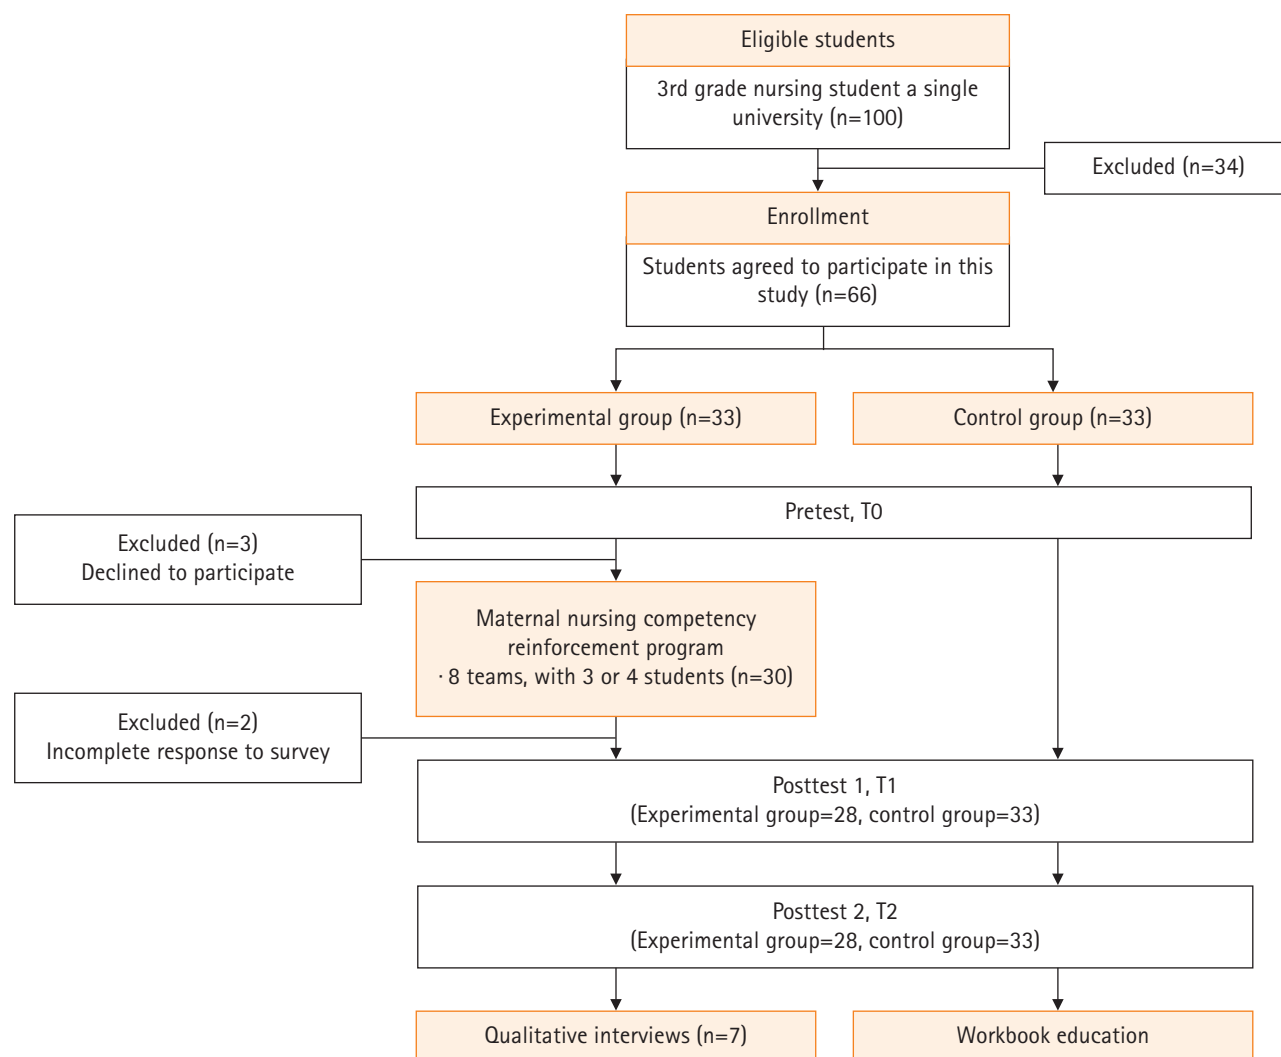 Eligible students
3rd grade nursing student a single
university (n=100)
Excluded (n=34)
Enrollment
Students agreed to participate in this
study (n=66)
Experimental group (n=33)
Control group (n=33)
Pretest, T0
Excluded (n=3)
Declined to participate
Maternal nursing competency
reinforcement program
· 8 teams, with 3 or 4 students (n=30)
Excluded (n=2)
Incomplete response to survey
Posttest 1, T1
(Experimental group=28, control group=33)
Posttest 2, T2
(Experimental group=28, control group=33)
Qualitative interviews (n=7)
Workbook education